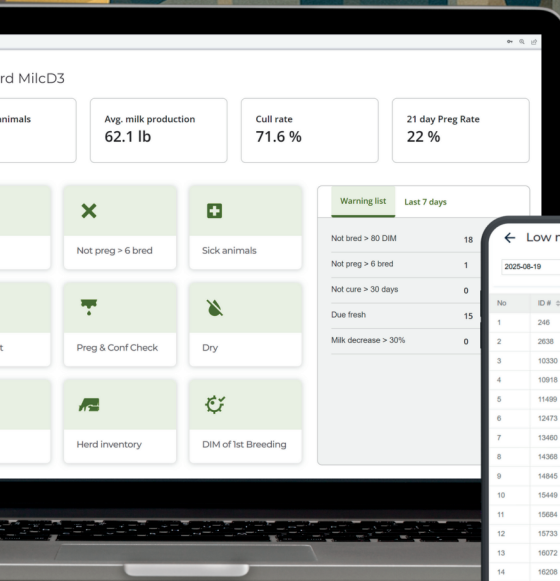 rd MilcD3
nimals
Avg. milk production
62.1 lb
Cull rate
71.6 %
21 day Preg Rate
22 %
Not preg > 6 bred
Sick animals
t
Preg & Conf Check
Dry
Herd inventory
DIM of 1st Breeding
Warning list
Last 7 days
Not bred > 80 DIM 18
Not preg > 6 bred 1
Not cure > 30 days 0
Due fresh 15
Milk decrease > 30% 0
← Low
2025-08-19
No ID #
1 246
2 2638
3 10330
4 10918
5 11499
6 12473
7 13460
8 14368
9 14845
10 15449
11 15684
12 15733
13 16072
14 16208